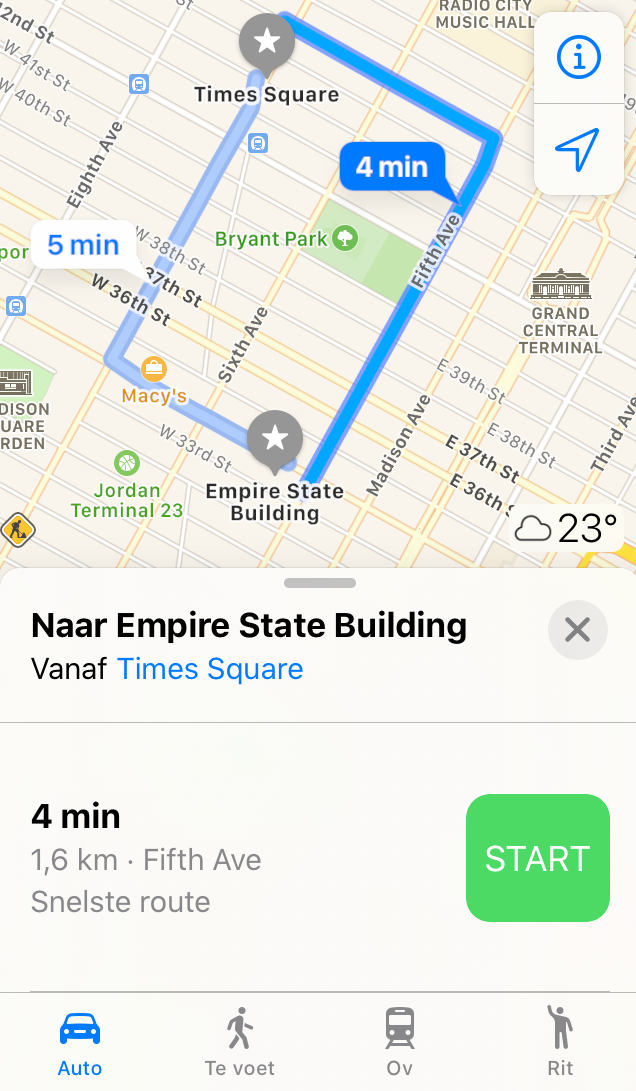 RADIO CITY
MUSIC HALL
42nd St
W 41st St
W 40th St
Times Square
Eighth Ave
4 min
5 min
W 38th St
Bryant Park
Fifth Ave
37th St
W 36th St
GRAND
CENTRAL
TERMINAL
Sixth Ave
E 39th St
Macy's
Madison Ave
Third Ave
E 38th St
DISON
UARE
RDEN
W 33rd St
E 37th St
Jordan
Terminal 23
Empire State
Building
E 36th S
23°
Naar Empire State Building
Vanaf Times Square
4 min
1,6 km · Fifth Ave
Snelste route
START
Auto
Te voet
Ov
Rit